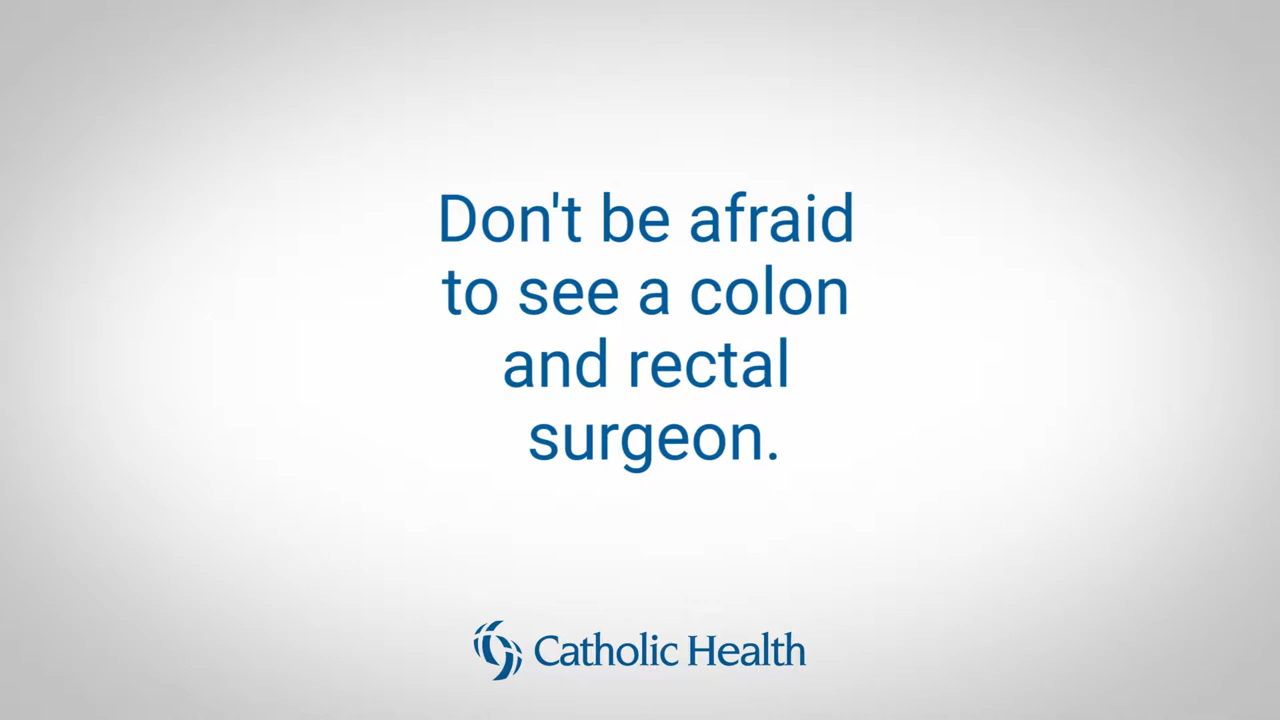 Don't be afraid
to see a colon
and rectal
surgeon.
Catholic Health